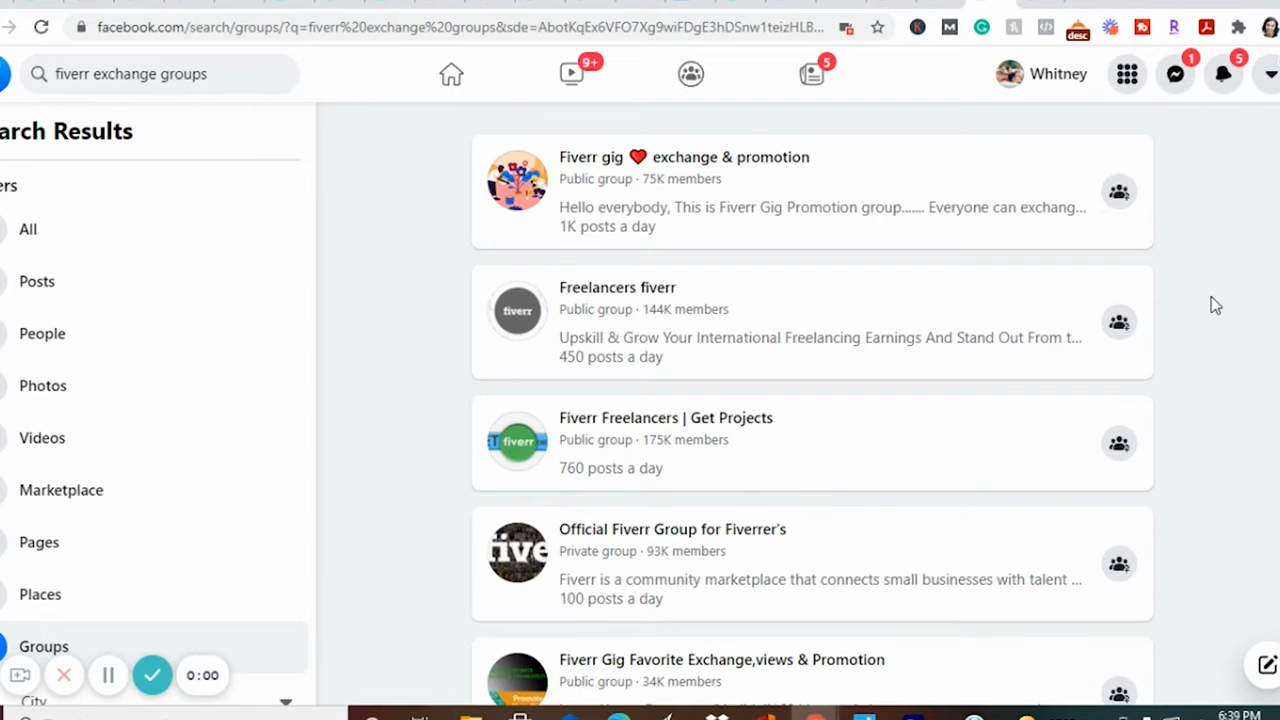 facebook.com/search/groups/?q=fiverr%20exchange%20groups&sde=AbotKqEx6VFO7Xg9wiFDgE3hDSnw1teizHLB...
desc
fiverr exchange groups
9+
5
Whitney
1
5
arch Results
ers
All
Posts
People
Photos
Videos
Marketplace
Pages
Places
Groups
City
0:00
Fiverr gig ❤ exchange & promotion
Public group · 75K members
Hello everybody, This is Fiverr Gig Promotion group....... Everyone can exchang...
1K posts a day
fiverr
Freelancers fiverr
Public group · 144K members
Upskill & Grow Your International Freelancing Earnings And Stand Out From t...
450 posts a day
fiverr
Fiverr Freelancers | Get Projects
Public group · 175K members
760 posts a day
five
Official Fiverr Group for Fiverrer's
Private group · 93K members
Fiverr is a community marketplace that connects small businesses with talent ...
100 posts a day
Promote
Fiverr Gig Favorite Exchange,views & Promotion
Public group · 34K members
6:39 PM